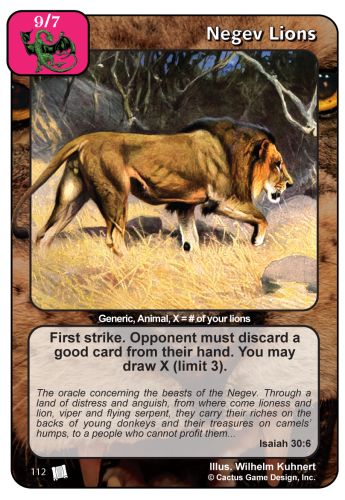 9/7
Negev Lions
Generic, Animal, X = # of your lions
First strike. Opponent must discard a
good card from their hand. You may
draw X (limit 3).
The oracle concerning the beasts of the Negev. Through a
land of distress and anguish, from where come lioness and
lion, viper and flying serpent, they carry their riches on the
backs of young donkeys and their treasures on camels'
humps, to a people who cannot profit them...
Isaiah 30:6
Illus. Wilhelm Kuhnert
112
© Cactus Game Design, Inc.